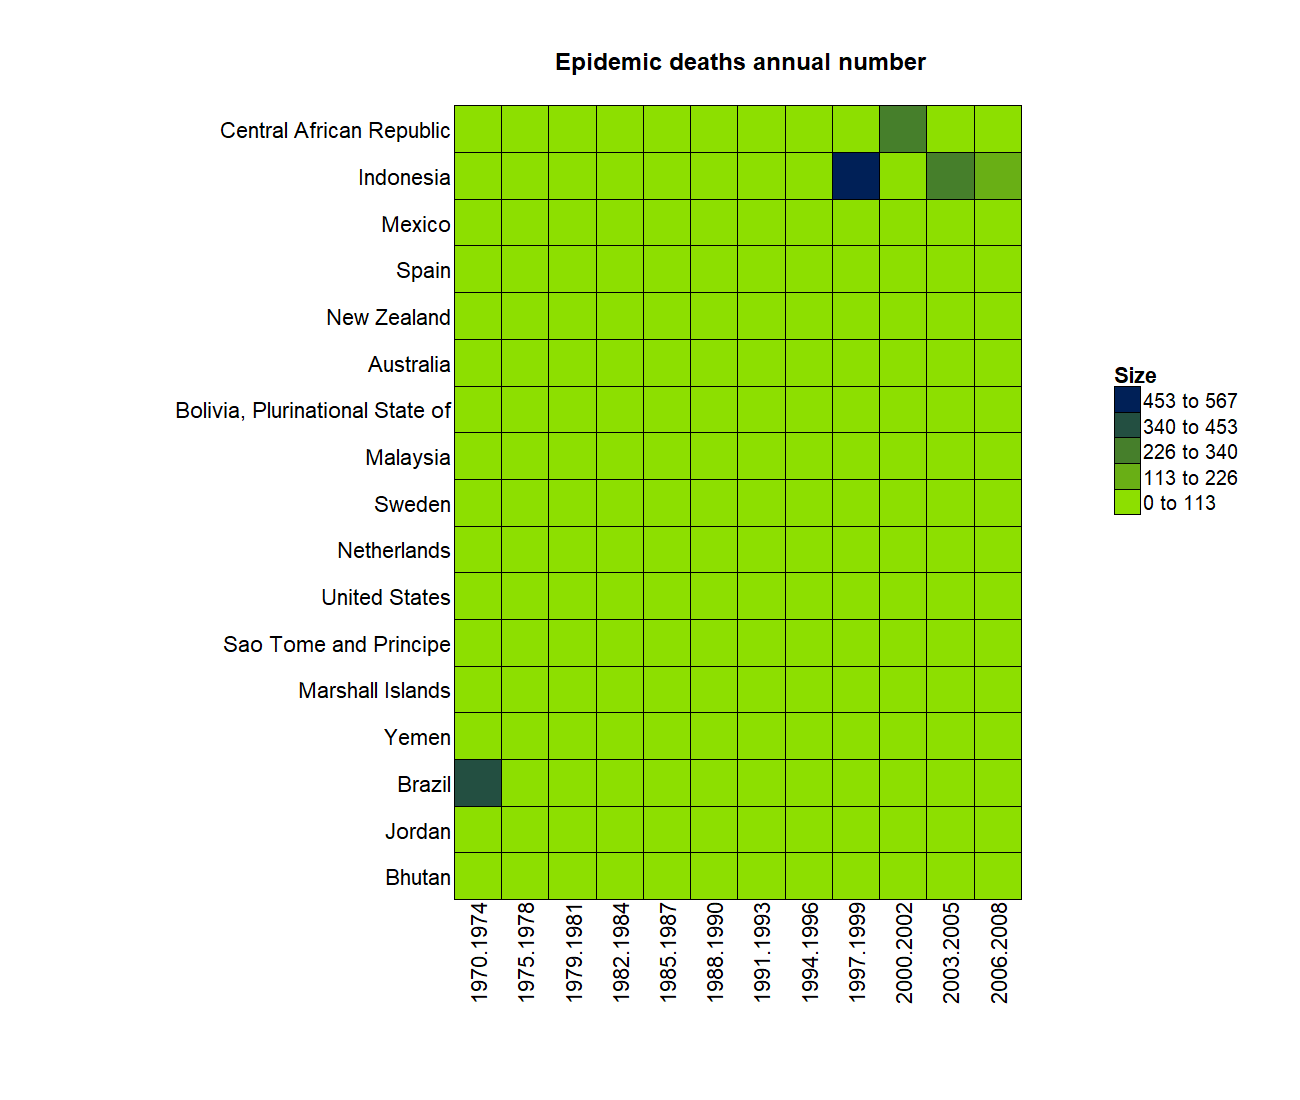 Epidemic deaths annual number
Central African Republic
Indonesia
Mexico
Spain
New Zealand
Australia
Bolivia, Plurinational State of
Malaysia
Sweden
Netherlands
United States
Sao Tome and Principe
Marshall Islands
Yemen
Brazil
Jordan
Bhutan
1970.1974
1975.1978
1979.1981
1982.1984
1985.1987
1988.1990
1991.1993
1994.1996
1997.1999
2000.2002
2003.2005
2006.2008
Size
453 to 567
340 to 453
226 to 340
113 to 226
0 to 113